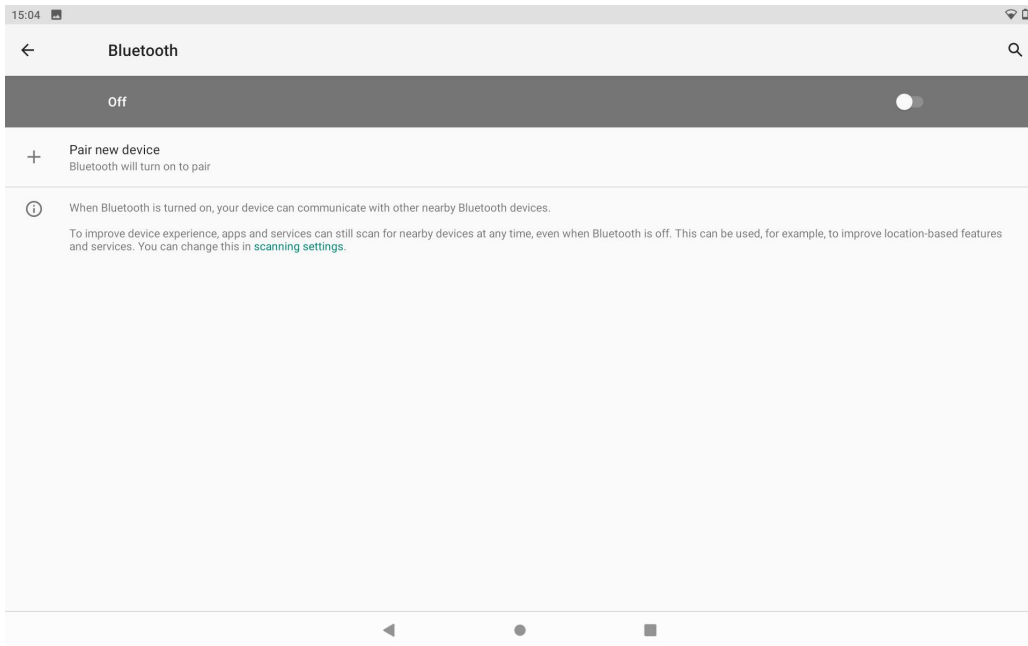 15:04
Bluetooth
Off
Pair new device
Bluetooth will turn on to pair
When Bluetooth is turned on, your device can communicate with other nearby Bluetooth devices.
To improve device experience, apps and services can still scan for nearby devices at any time, even when Bluetooth is off. This can be used, for example, to improve location-based features
and services. You can change this in scanning settings.